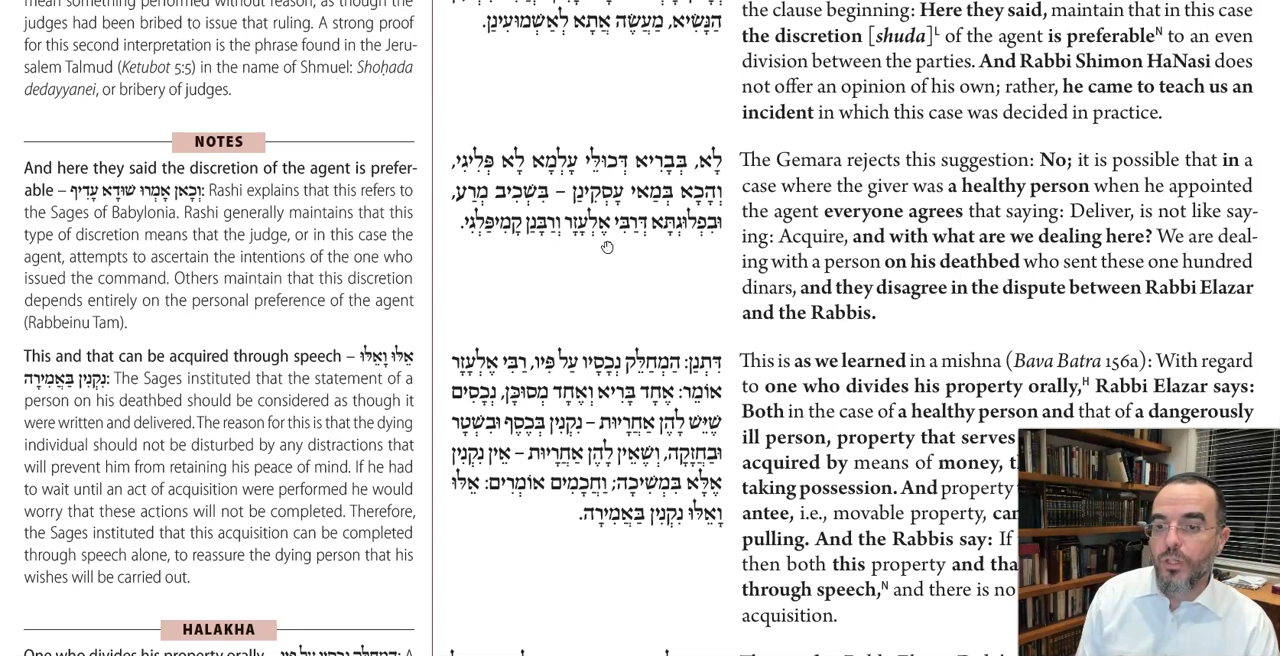 mean something performed without reason, as though the
judges had been bribed to issue that ruling. A strong proof
for this second interpretation is the phrase found in the Jeru-
salem Talmud (Ketubot 5:5) in the name of Shmuel: Shoḥada
dedayyanei, or bribery of judges.
NOTES
And here they said the discretion of the agent is prefer-
able – וְכָאן אָמְרוּ שׁוּדָא עָדִיף: Rashi explains that this refers to
the Sages of Babylonia. Rashi generally maintains that this
type of discretion means that the judge, or in this case the
agent, attempts to ascertain the intentions of the one who
issued the command. Others maintain that this discretion
depends entirely on the personal preference of the agent
(Rabbeinu Tam).
This and that can be acquired through speech – אֵלּוּ וָאֵלּוּ
נִקְנִין בַּאֲמִירָה: The Sages instituted that the statement of a
person on his deathbed should be considered as though it
were written and delivered. The reason for this is that the dying
individual should not be disturbed by any distractions that
will prevent him from retaining his peace of mind. If he had
to wait until an act of acquisition were performed he would
worry that these actions will not be completed. Therefore,
the Sages instituted that this acquisition can be completed
through speech alone, to reassure the dying person that his
wishes will be carried out.
HALAKHA
One who divides his property orally – הַמְחַלֵּק נְכָסָיו עַל פִּיו: A
הַנָּשִׂיא, מַעֲשֶׂה אֲתָא לְאַשְׁמוּעִינַן.
לָא, בְּבָרִיא דְּכוּלֵּי עָלְמָא לָא פְּלִיגִי,
וְהָכָא בְּמַאי עָסְקִינַן – בִּשְׁכִיב מְרַע,
וּבִפְלוּגְתָּא דְּרַבִּי אֶלְעָזָר וְרַבָּנַן קָמִיפַּלְגִי.
דִּתְנַן: הַמְחַלֵּק נְכָסָיו עַל פִּיו, רַבִּי אֶלְעָזָר
אוֹמֵר: אֶחָד בָּרִיא וְאֶחָד מְסוּכָּן, נְכָסִים
שֶׁיֵּשׁ לָהֶן אַחֲרָיוּת – נִקְנִין בְּכֶסֶף וּבִשְׁטָר
וּבַחֲזָקָה, וְשֶׁאֵין לָהֶן אַחֲרָיוּת – אֵין נִקְנִין
אֶלָּא בִּמְשִׁיכָה; וַחֲכָמִים אוֹמְרִים: אֵלּוּ
וָאֵלּוּ נִקְנִין בַּאֲמִירָה.
the clause beginning: Here they said, maintain that in this case
the discretion [shuda]ᴸ of the agent is preferableᴺ to an even
division between the parties. And Rabbi Shimon HaNasi does
not offer an opinion of his own; rather, he came to teach us an
incident in which this case was decided in practice.
The Gemara rejects this suggestion: No; it is possible that in a
case where the giver was a healthy person when he appointed
the agent everyone agrees that saying: Deliver, is not like say-
ing: Acquire, and with what are we dealing here? We are deal-
ing with a person on his deathbed who sent these one hundred
dinars, and they disagree in the dispute between Rabbi Elazar
and the Rabbis.
This is as we learned in a mishna (Bava Batra 156a): With regard
to one who divides his property orally,ᴴ Rabbi Elazar says:
Both in the case of a healthy person and that of a dangerously
ill person, property that serves
acquired by means of money,
taking possession. And property
antee, i.e., movable property,
pulling. And the Rabbis say: If
then both this property and
through speech,ᴺ and there is no
acquisition.